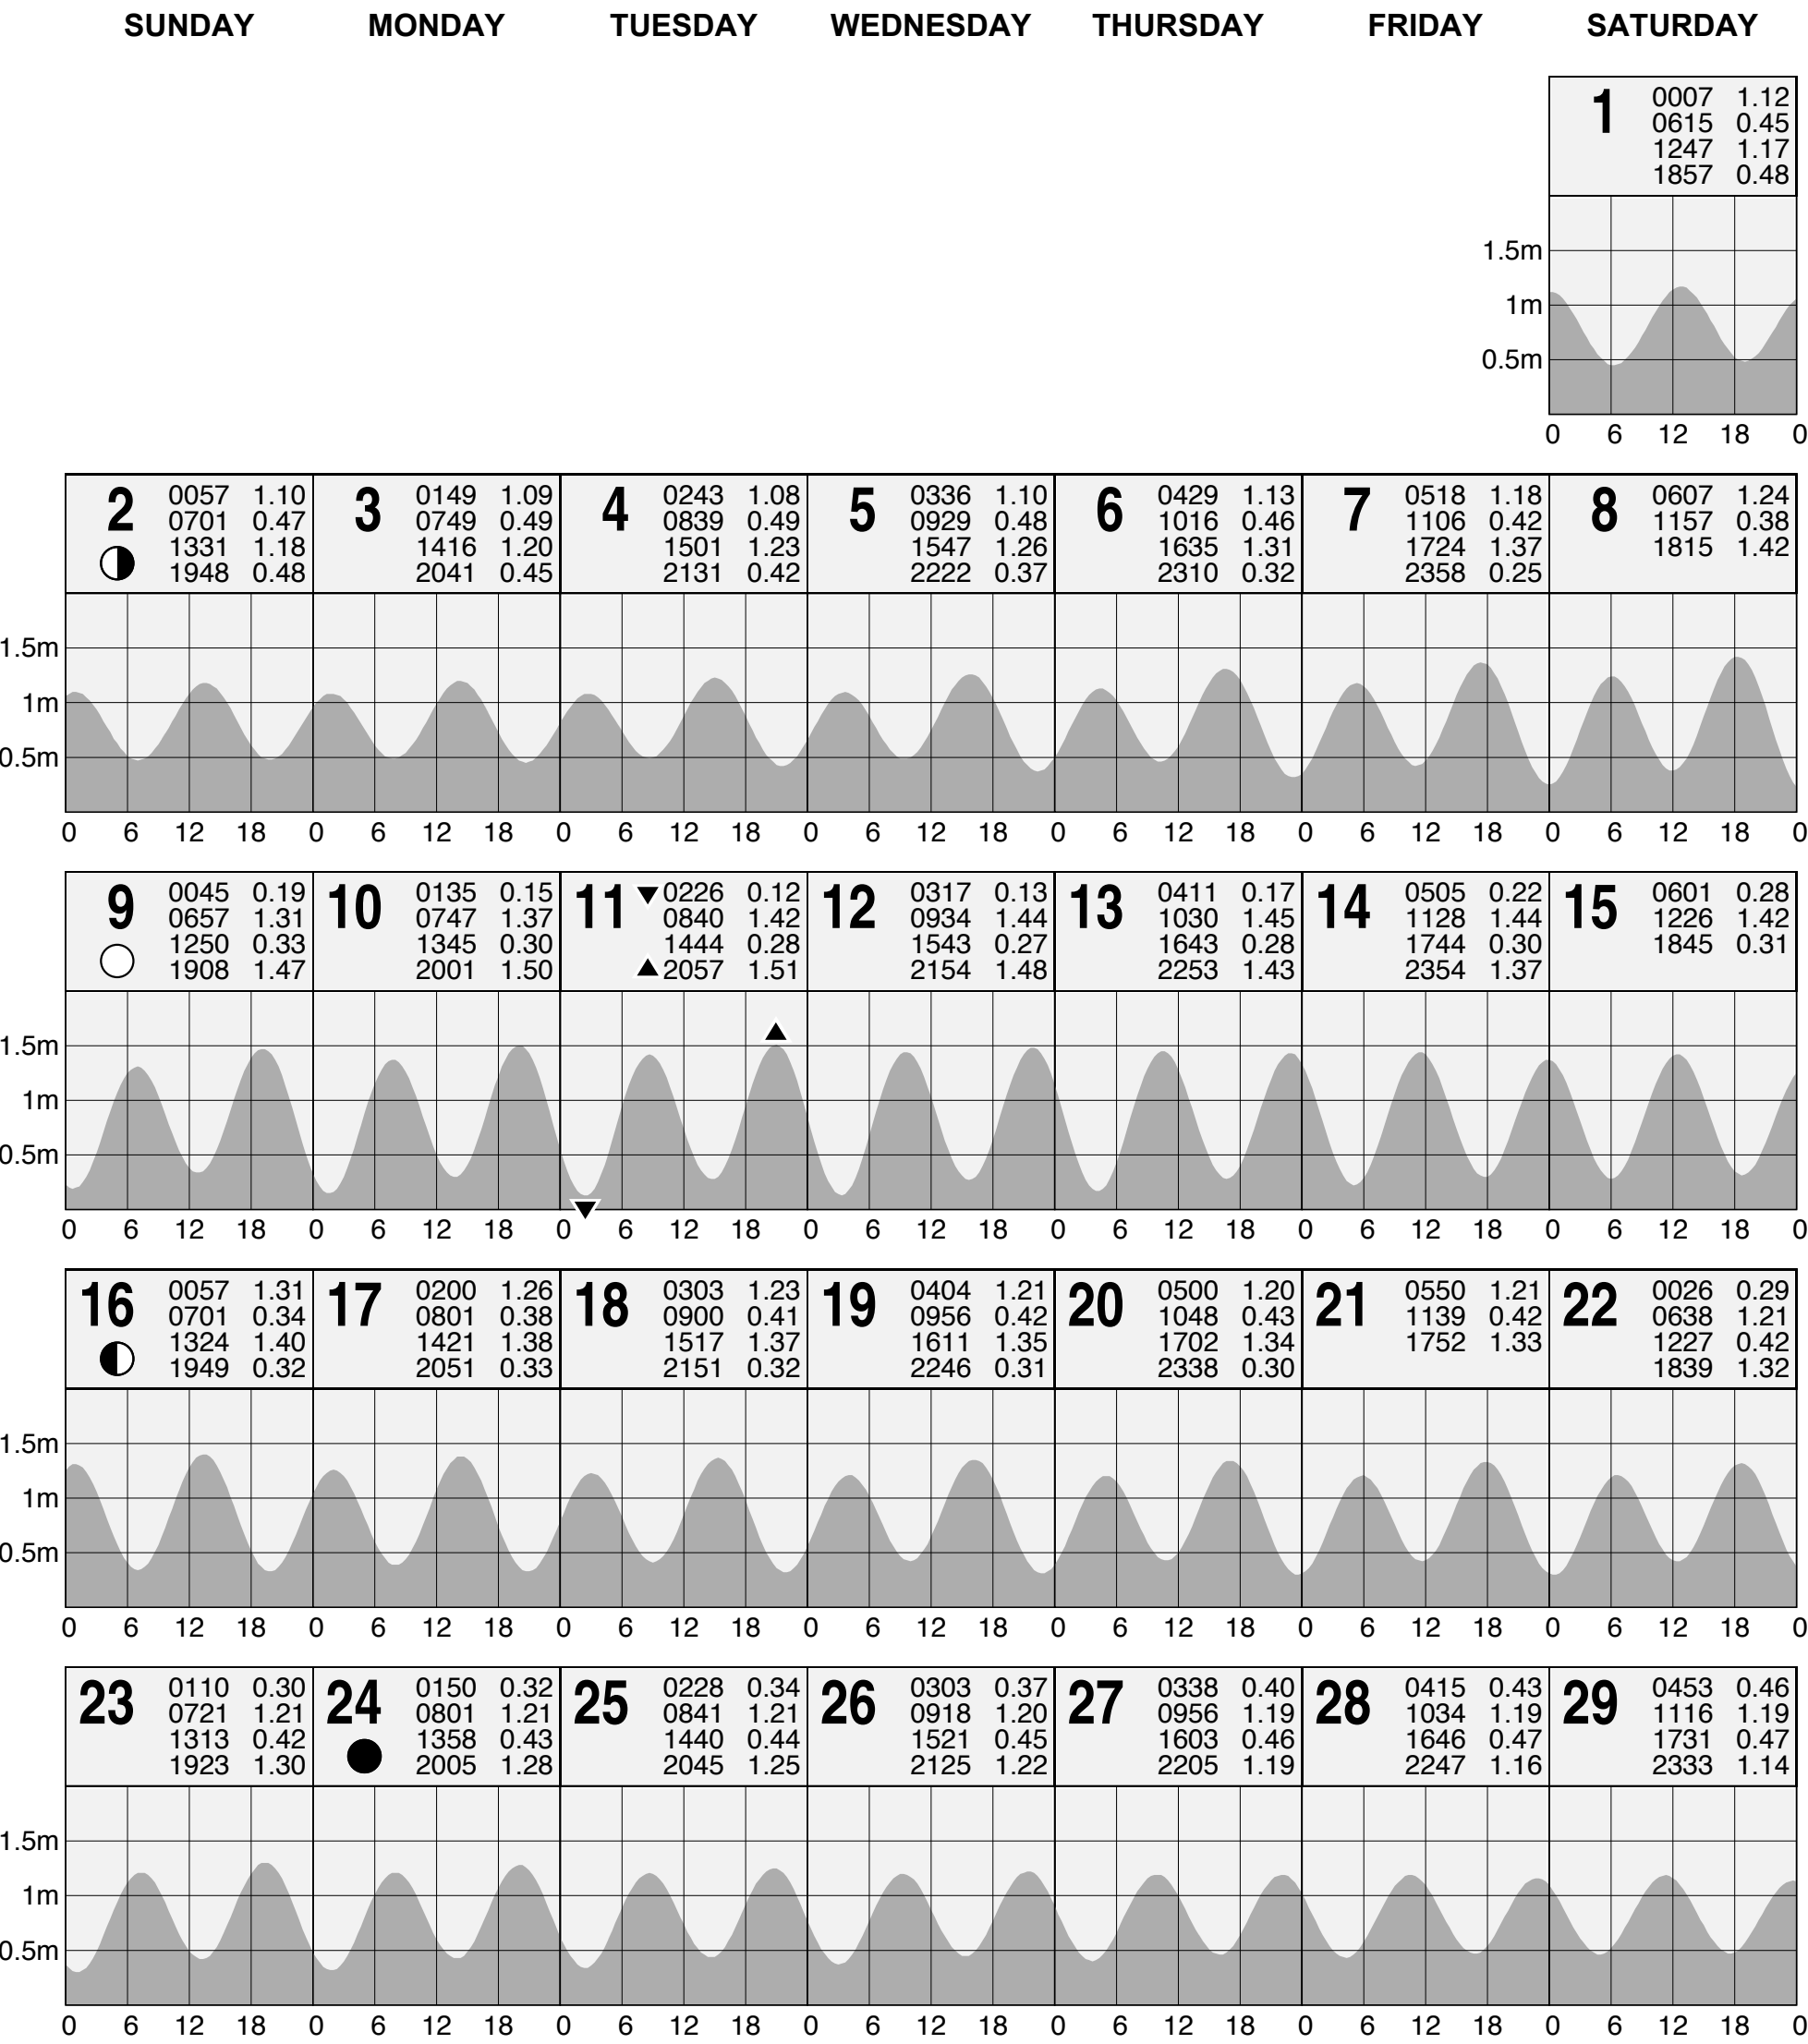 SUNDAY MONDAY TUESDAY WEDNESDAY THURSDAY FRIDAY SATURDAY
1 0007 1.12
0615 0.45
1247 1.17
1857 0.48
1.5m
1m
0.5m
0 6 12 18 0
2 0057 1.10 3 0149 1.09 4 0243 1.08 5 0336 1.10 6 0429 1.13 7 0518 1.18 8 0607 1.24
0701 0.47 0749 0.49 0839 0.49 0929 0.48 1016 0.46 1106 0.42 1157 0.38
1331 1.18 1416 1.20 1501 1.23 1547 1.26 1635 1.31 1724 1.37 1815 1.42
1948 0.48 2041 0.45 2131 0.42 2222 0.37 2310 0.32 2358 0.25
1.5m
1m
0.5m
0 6 12 18 0 6 12 18 0 6 12 18 0 6 12 18 0 6 12 18 0 6 12 18 0 6 12 18 0
9 0045 0.19 10 0135 0.15 11 0226 0.12 12 0317 0.13 13 0411 0.17 14 0505 0.22 15 0601 0.28
0657 1.31 0747 1.37 0840 1.42 0934 1.44 1030 1.45 1128 1.44 1226 1.42
1250 0.33 1345 0.30 1444 0.28 1543 0.27 1643 0.28 1744 0.30 1845 0.31
1908 1.47 2001 1.50 2057 1.51 2154 1.48 2253 1.43 2354 1.37
1.5m
1m
0.5m
0 6 12 18 0 6 12 18 0 6 12 18 0 6 12 18 0 6 12 18 0 6 12 18 0 6 12 18 0
16 0057 1.31 17 0200 1.26 18 0303 1.23 19 0404 1.21 20 0500 1.20 21 0550 1.21 22 0026 0.29
0701 0.34 0801 0.38 0900 0.41 0956 0.42 1048 0.43 1139 0.42 0638 1.21
1324 1.40 1421 1.38 1517 1.37 1611 1.35 1702 1.34 1752 1.33 1227 0.42
1949 0.32 2051 0.33 2151 0.32 2246 0.31 2338 0.30 1839 1.32
1.5m
1m
0.5m
0 6 12 18 0 6 12 18 0 6 12 18 0 6 12 18 0 6 12 18 0 6 12 18 0 6 12 18 0
23 0110 0.30 24 0150 0.32 25 0228 0.34 26 0303 0.37 27 0338 0.40 28 0415 0.43 29 0453 0.46
0721 1.21 0801 1.21 0841 1.21 0918 1.20 0956 1.19 1034 1.19 1116 1.19
1313 0.42 1358 0.43 1440 0.44 1521 0.45 1603 0.46 1646 0.47 1731 0.47
1923 1.30 2005 1.28 2045 1.25 2125 1.22 2205 1.19 2247 1.16 2333 1.14
1.5m
1m
0.5m
0 6 12 18 0 6 12 18 0 6 12 18 0 6 12 18 0 6 12 18 0 6 12 18 0 6 12 18 0